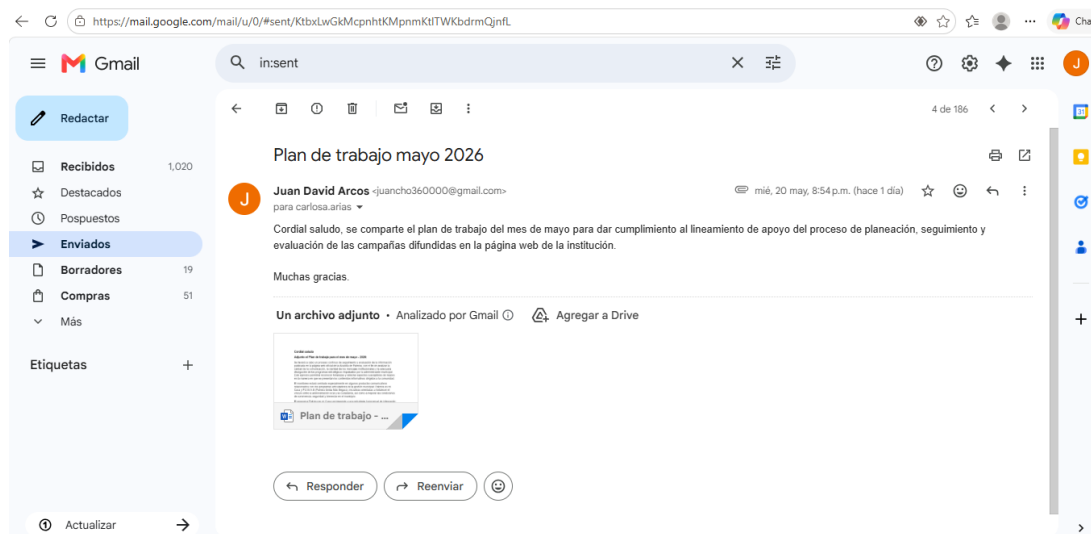 https://mail.google.com/mail/u/0/#sent/KtbxLwGkMcpnhtKMpnmKtlTWKbdrmQjnfL
Cha
Gmail
in:sent
J
Redactar
4 de 186
31
Plan de trabajo mayo 2026
Recibidos 1,020
Destacados
Pospuestos
Enviados
Borradores 19
Compras 51
Más
Etiquetas
J
Juan David Arcos <juancho360000@gmail.com>
mié, 20 may, 8:54 p.m. (hace 1 día)
para carlosa.arias
Cordial saludo, se comparte el plan de trabajo del mes de mayo para dar cumplimiento al lineamiento de apoyo del proceso de planeación, seguimiento y
evaluación de las campañas difundidas en la página web de la institución.
Muchas gracias.
Un archivo adjunto • Analizado por Gmail
Agregar a Drive
Cordial saludo
Plan de trabajo - ...
Responder
Reenviar
Actualizar